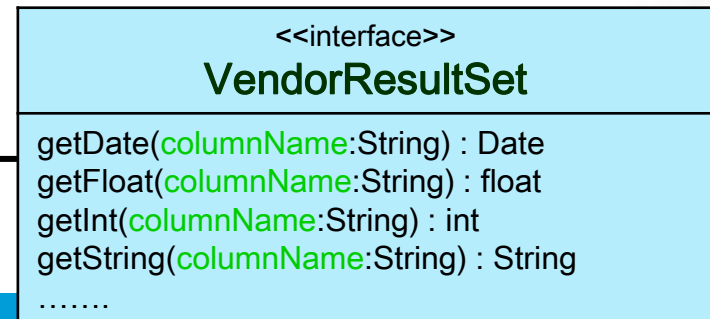 <<interface>>
VendorResultSet
getDate(columnName:String) : Date
getFloat(columnName:String) : float
getInt(columnName:String) : int
getString(columnName:String) : String
…….